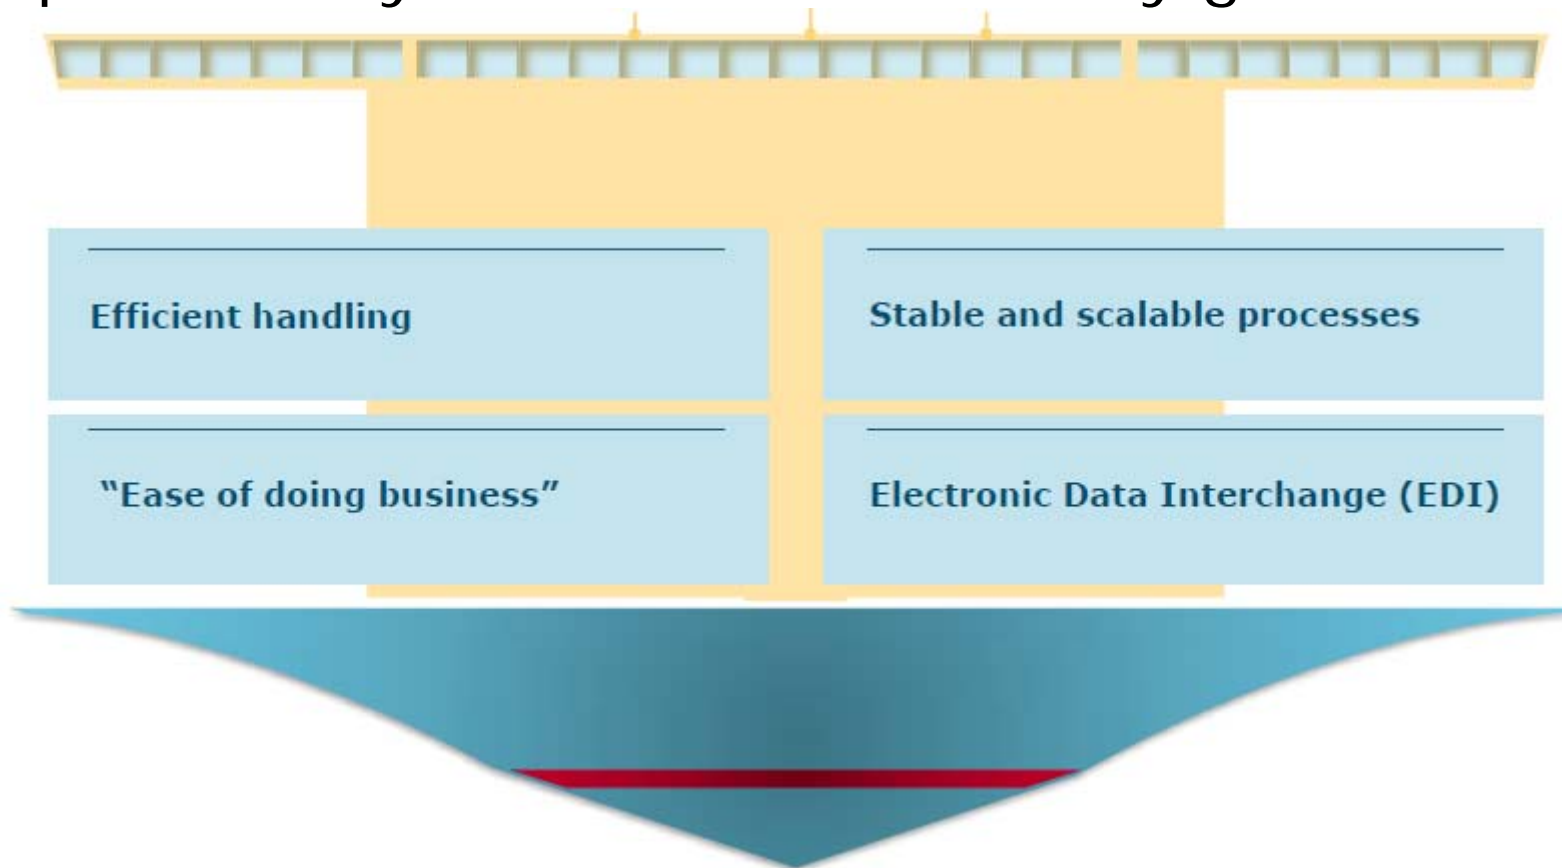 Efficient handling
Stable and scalable processes
“Ease of doing business”
Electronic Data Interchange (EDI)